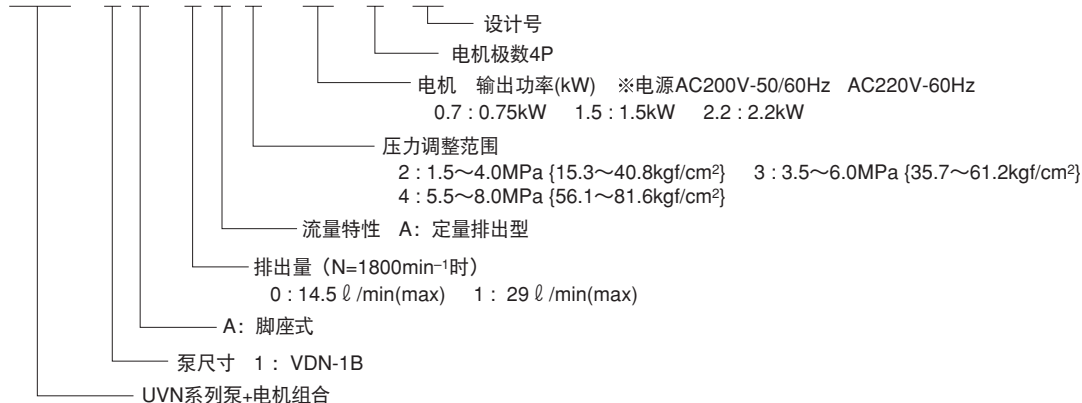 设计号
电机极数4P
电机 输出功率(kW) ※电源AC200V-50/60Hz AC220V-60Hz
0.7 : 0.75kW 1.5 : 1.5kW 2.2 : 2.2kW
压力调整范围
2 : 1.5～4.0MPa {15.3～40.8kgf/cm²} 3 : 3.5～6.0MPa {35.7～61.2kgf/cm²}
4 : 5.5～8.0MPa {56.1～81.6kgf/cm²}
流量特性 A：定量排出型
排出量（N=1800min⁻¹时）
0 : 14.5 ℓ /min(max) 1 : 29 ℓ /min(max)
A：脚座式
泵尺寸 1 : VDN-1B
UVN系列泵+电机组合